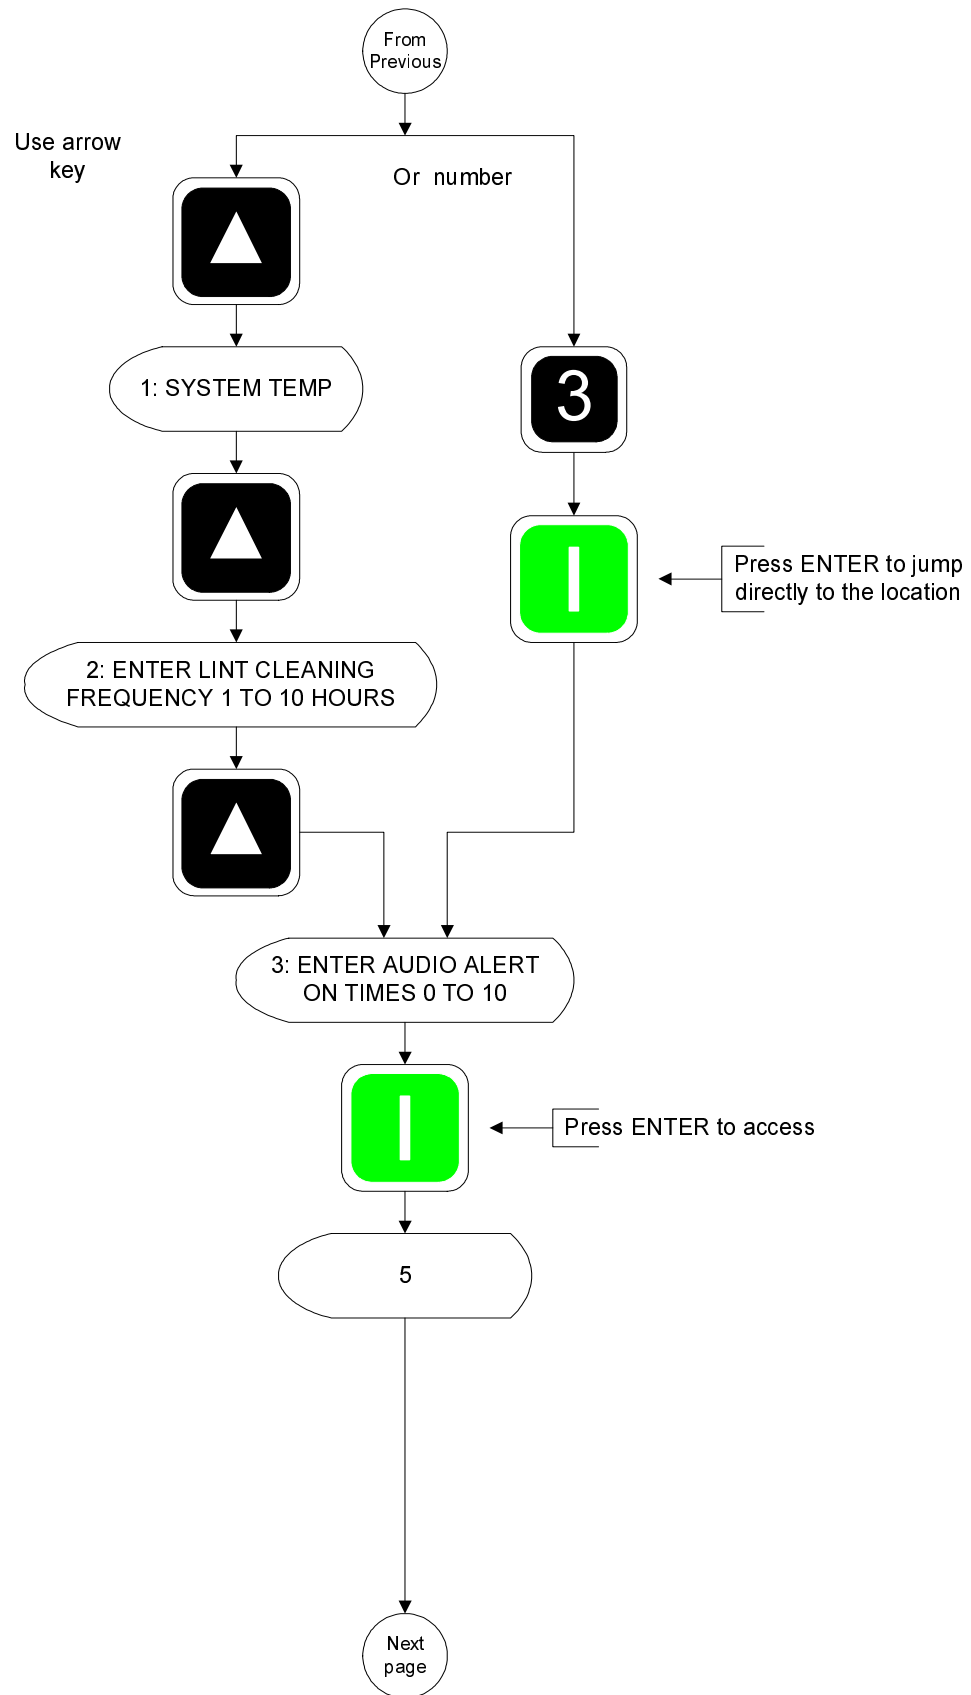 From
Previous
Use arrow
key
Or number
1: SYSTEM TEMP
3
Press ENTER to jump
directly to the location
2: ENTER LINT CLEANING
FREQUENCY 1 TO 10 HOURS
3: ENTER AUDIO ALERT
ON TIMES 0 TO 10
Press ENTER to access
5
Next
page